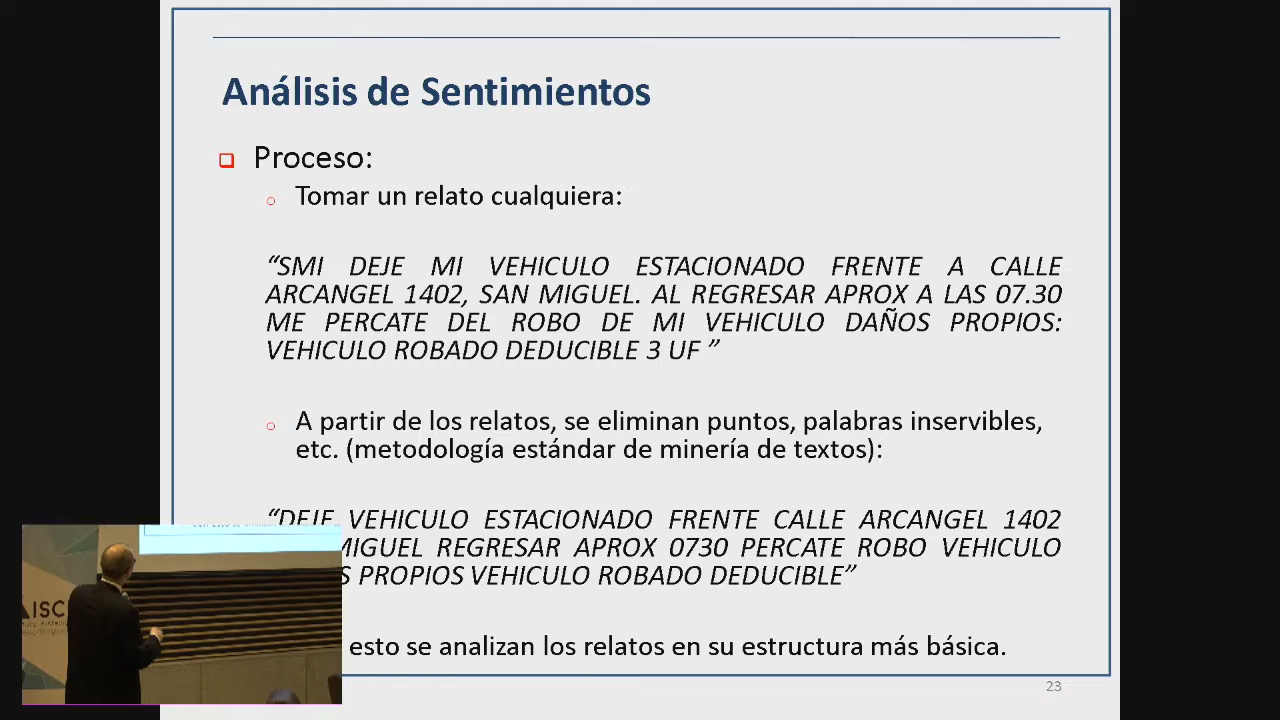 Análisis de Sentimientos
Proceso:
Tomar un relato cualquiera:
“SMI DEJE MI VEHICULO ESTACIONADO FRENTE A CALLE
ARCANGEL 1402, SAN MIGUEL. AL REGRESAR APROX A LAS 07.30
ME PERCATE DEL ROBO DE MI VEHICULO DAÑOS PROPIOS:
VEHICULO ROBADO DEDUCIBLE 3 UF ”
A partir de los relatos, se eliminan puntos, palabras inservibles,
etc. (metodología estándar de minería de textos):
“DEJE VEHICULO ESTACIONADO FRENTE CALLE ARCANGEL 1402
MIGUEL REGRESAR APROX 0730 PERCATE ROBO VEHICULO
S PROPIOS VEHICULO ROBADO DEDUCIBLE”
esto se analizan los relatos en su estructura más básica.
23
ISC